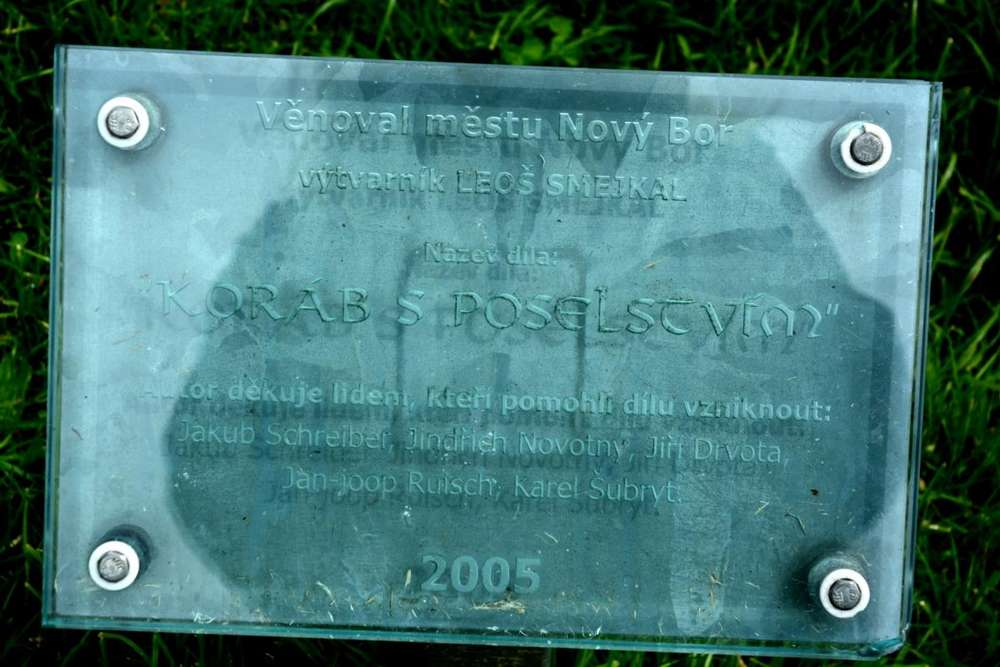 Věnoval městu Nový Bor
výtvarník LEOŠ SMEJKAL
Název díla:
"KORÁB S POSELSTVÍM"
Autor děkuje lidem, kteří pomohli dílu vzniknout:
Jakub Schreiber, Jindřich Novotný, Jiří Drvota,
Jan-joop Ruisch, Karel Šubryt.
2005